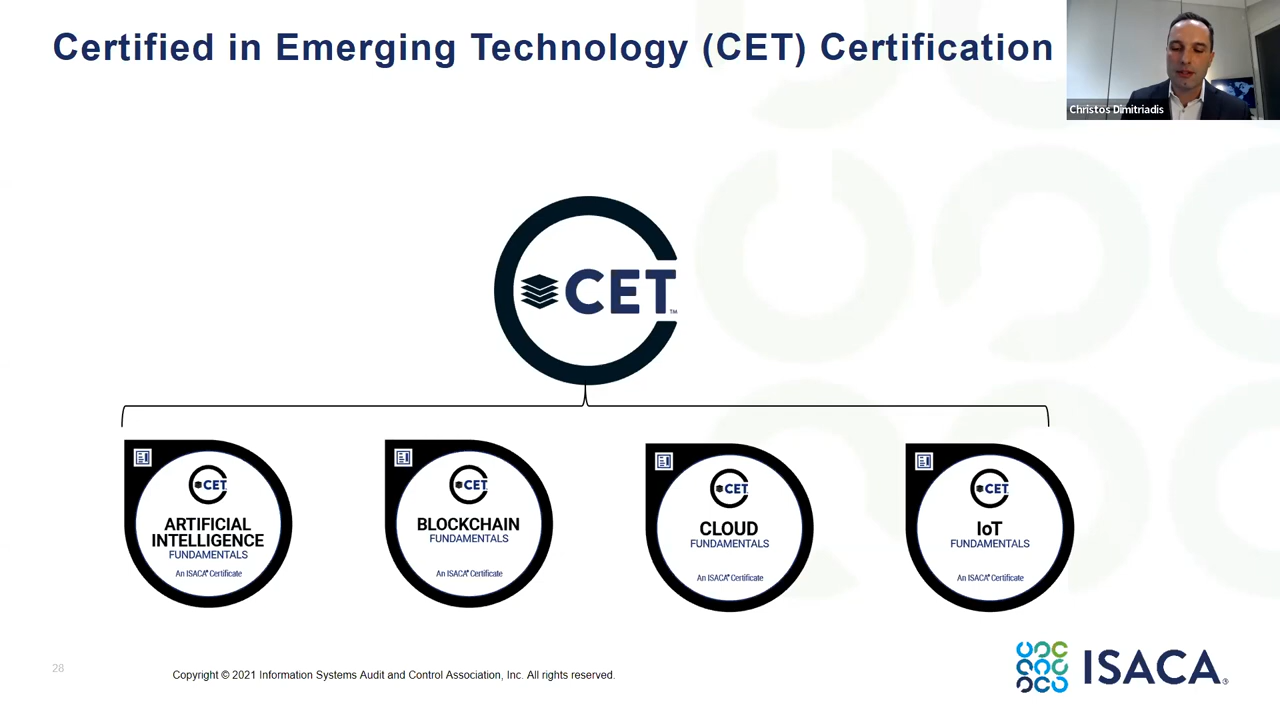 Certified in Emerging Technology (CET) Certification
Christos Dimitriadis
CET™
CET
ARTIFICIAL
INTELLIGENCE
FUNDAMENTALS
An ISACA® Certificate
CET
BLOCKCHAIN
FUNDAMENTALS
An ISACA® Certificate
CET
CLOUD
FUNDAMENTALS
An ISACA® Certificate
CET
IoT
FUNDAMENTALS
An ISACA® Certificate
28
Copyright © 2021 Information Systems Audit and Control Association, Inc. All rights reserved.
ISACA®